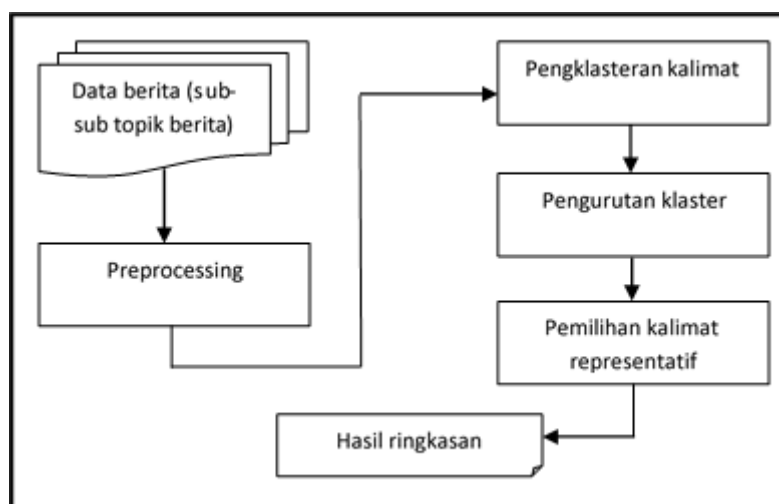 Data berita (sub-
sub topik berita)
Preprocessing
Pengklasteran kalimat
Pengurutan klaster
Pemilihan kalimat
representatif
Hasil ringkasan